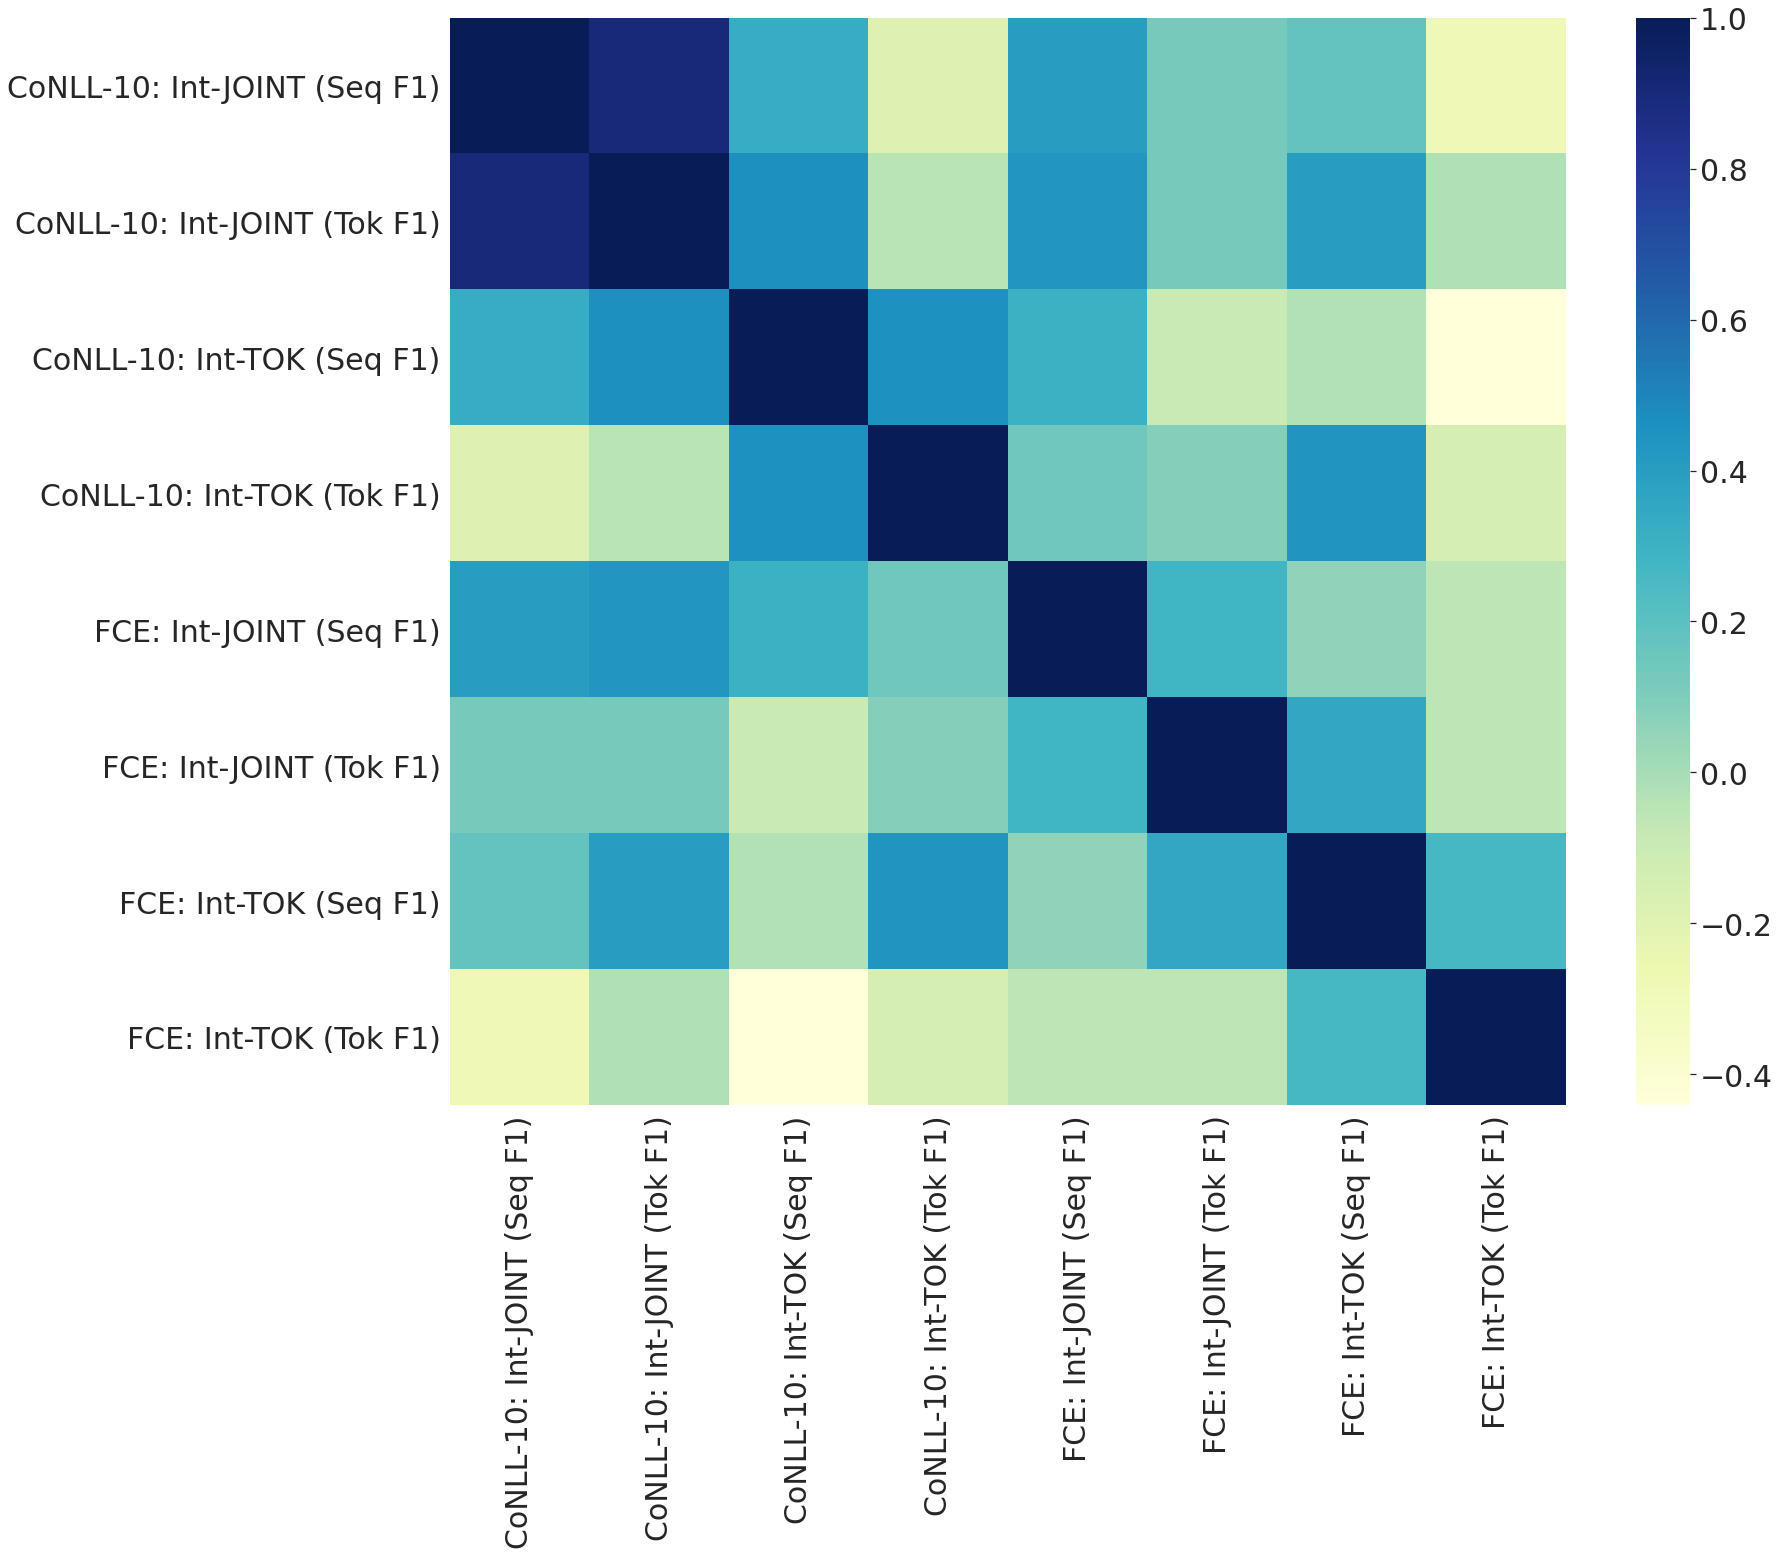 CoNLL-10: Int-JOINT (Seq F1)
CoNLL-10: Int-JOINT (Tok F1)
CoNLL-10: Int-TOK (Seq F1)
CoNLL-10: Int-TOK (Tok F1)
FCE: Int-JOINT (Seq F1)
FCE: Int-JOINT (Tok F1)
FCE: Int-TOK (Seq F1)
FCE: Int-TOK (Tok F1)
CoNLL-10: Int-JOINT (Seq F1)
CoNLL-10: Int-JOINT (Tok F1)
CoNLL-10: Int-TOK (Seq F1)
CoNLL-10: Int-TOK (Tok F1)
FCE: Int-JOINT (Seq F1)
FCE: Int-JOINT (Tok F1)
FCE: Int-TOK (Seq F1)
FCE: Int-TOK (Tok F1)
1.0
0.8
0.6
0.4
0.2
0.0
−0.2
−0.4